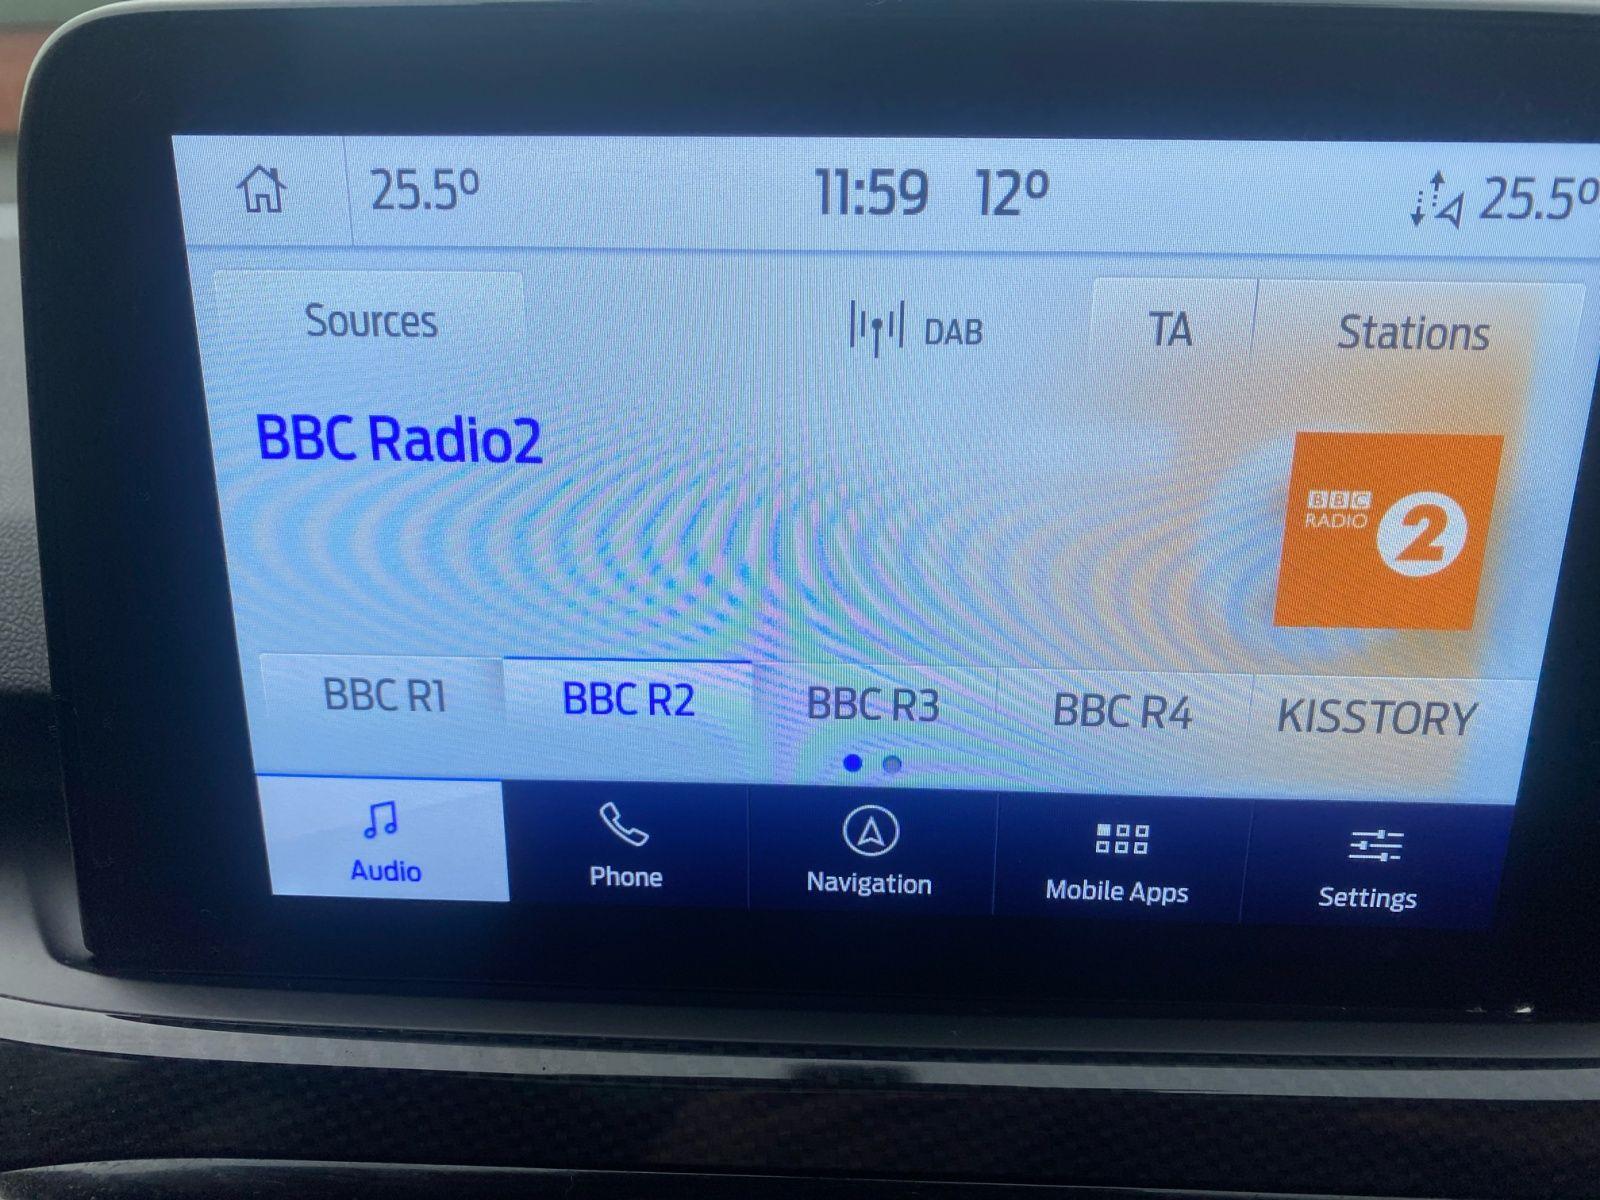 25.5° 11:59 12° 25.5°
Sources DAB TA Stations
BBC Radio2
BBC
RADIO 2
BBC R1 BBC R2 BBC R3 BBC R4 KISSTORY
Audio Phone Navigation Mobile Apps Settings